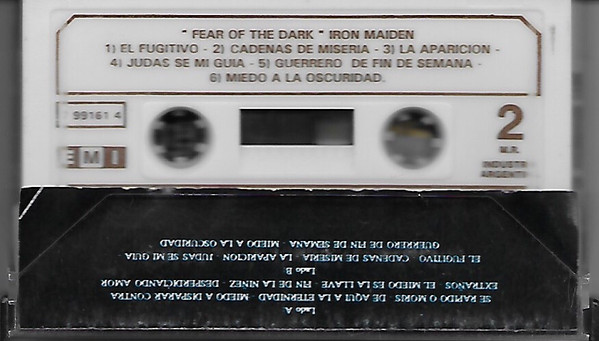 " FEAR OF THE DARK " IRON MAIDEN
1) EL FUGITIVO - 2) CADENAS DE MISERIA - 3) LA APARICION -
4) JUDAS SE MI GUIA - 5) GUERRERO DE FIN DE SEMANA -
6) MIEDO A LA OSCURIDAD.
99161 4
EMI
2
M.R.
INDUSTR
ARGENTI
Lado A
SE RAPIDO O MORIS · DE AQUI A LA ETERNIDAD · MIEDO A DISPARAR CONTRA
EXTRAÑOS · EL MIEDO ES LA LLAVE · FIN DE LA NIÑEZ · DESPERDICTANDO AMOR
Lado B
EL FUGITIVO · CADENAS DE MISERIA · LA APARICION · JUDAS SE MI GUIA
GUERRERO DE FIN DE SEMANA · MIEDO A LA OSCURIDAD